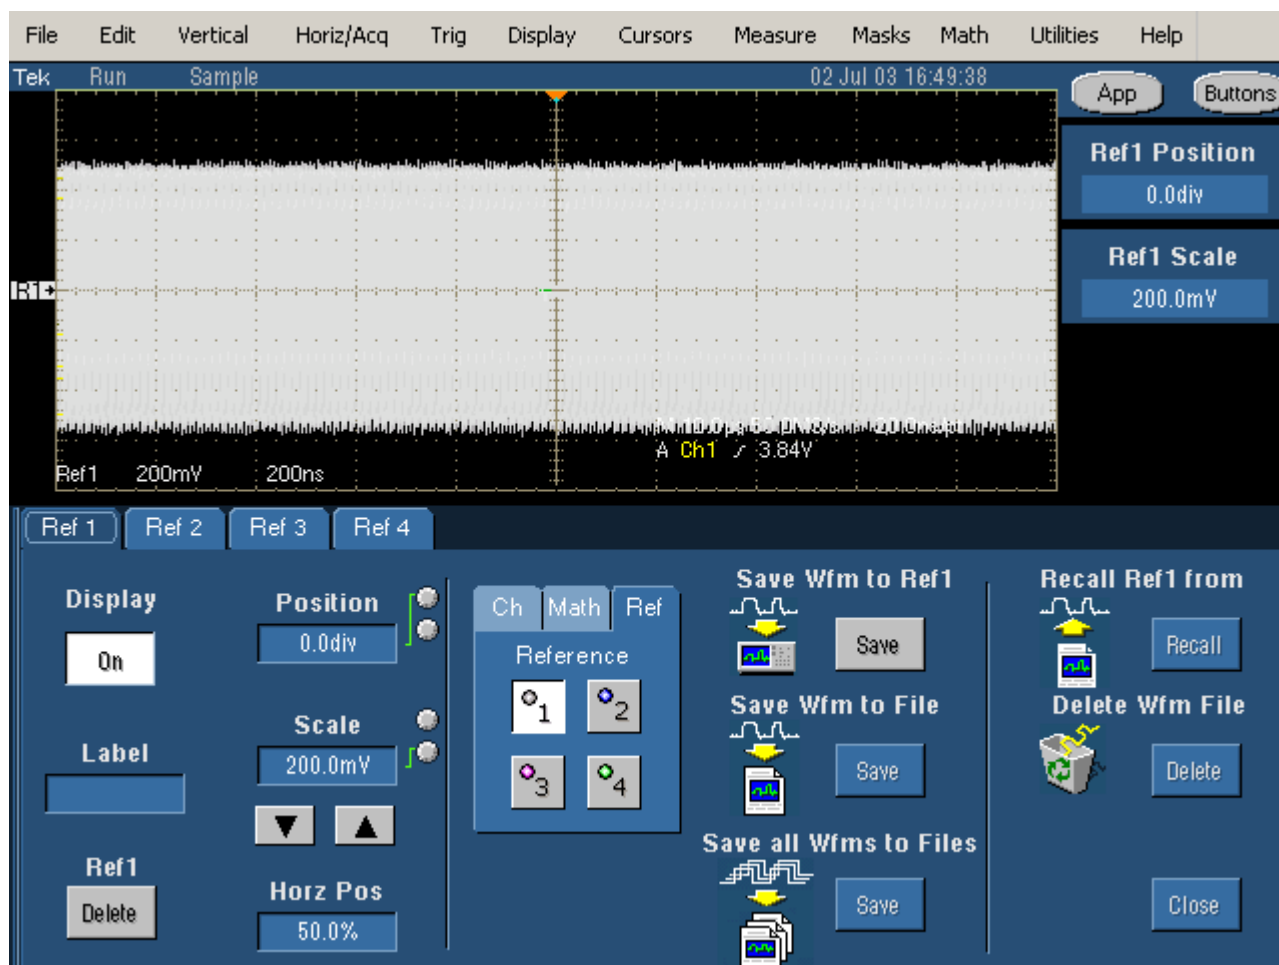 File Edit Vertical Horiz/Acq Trig Display Cursors Measure Masks Math Utilities Help
Tek Run Sample 02 Jul 03 16:49:38
App Buttons
Ref1 Position
0.0div
Ref1 Scale
200.0mV
R1
A Ch1 3.84V
Ref1 200mV 200ns
Ref 1 Ref 2 Ref 3 Ref 4
Display
On
Label
Ref1
Delete
Position
0.0div
Scale
200.0mV
Horz Pos
50.0%
Ch Math Ref
Reference
1 2
3 4
Save Wfm to Ref1
Save
Save Wfm to File
Save
Save all Wfms to Files
Save
Recall Ref1 from
Recall
Delete Wfm File
Delete
Close